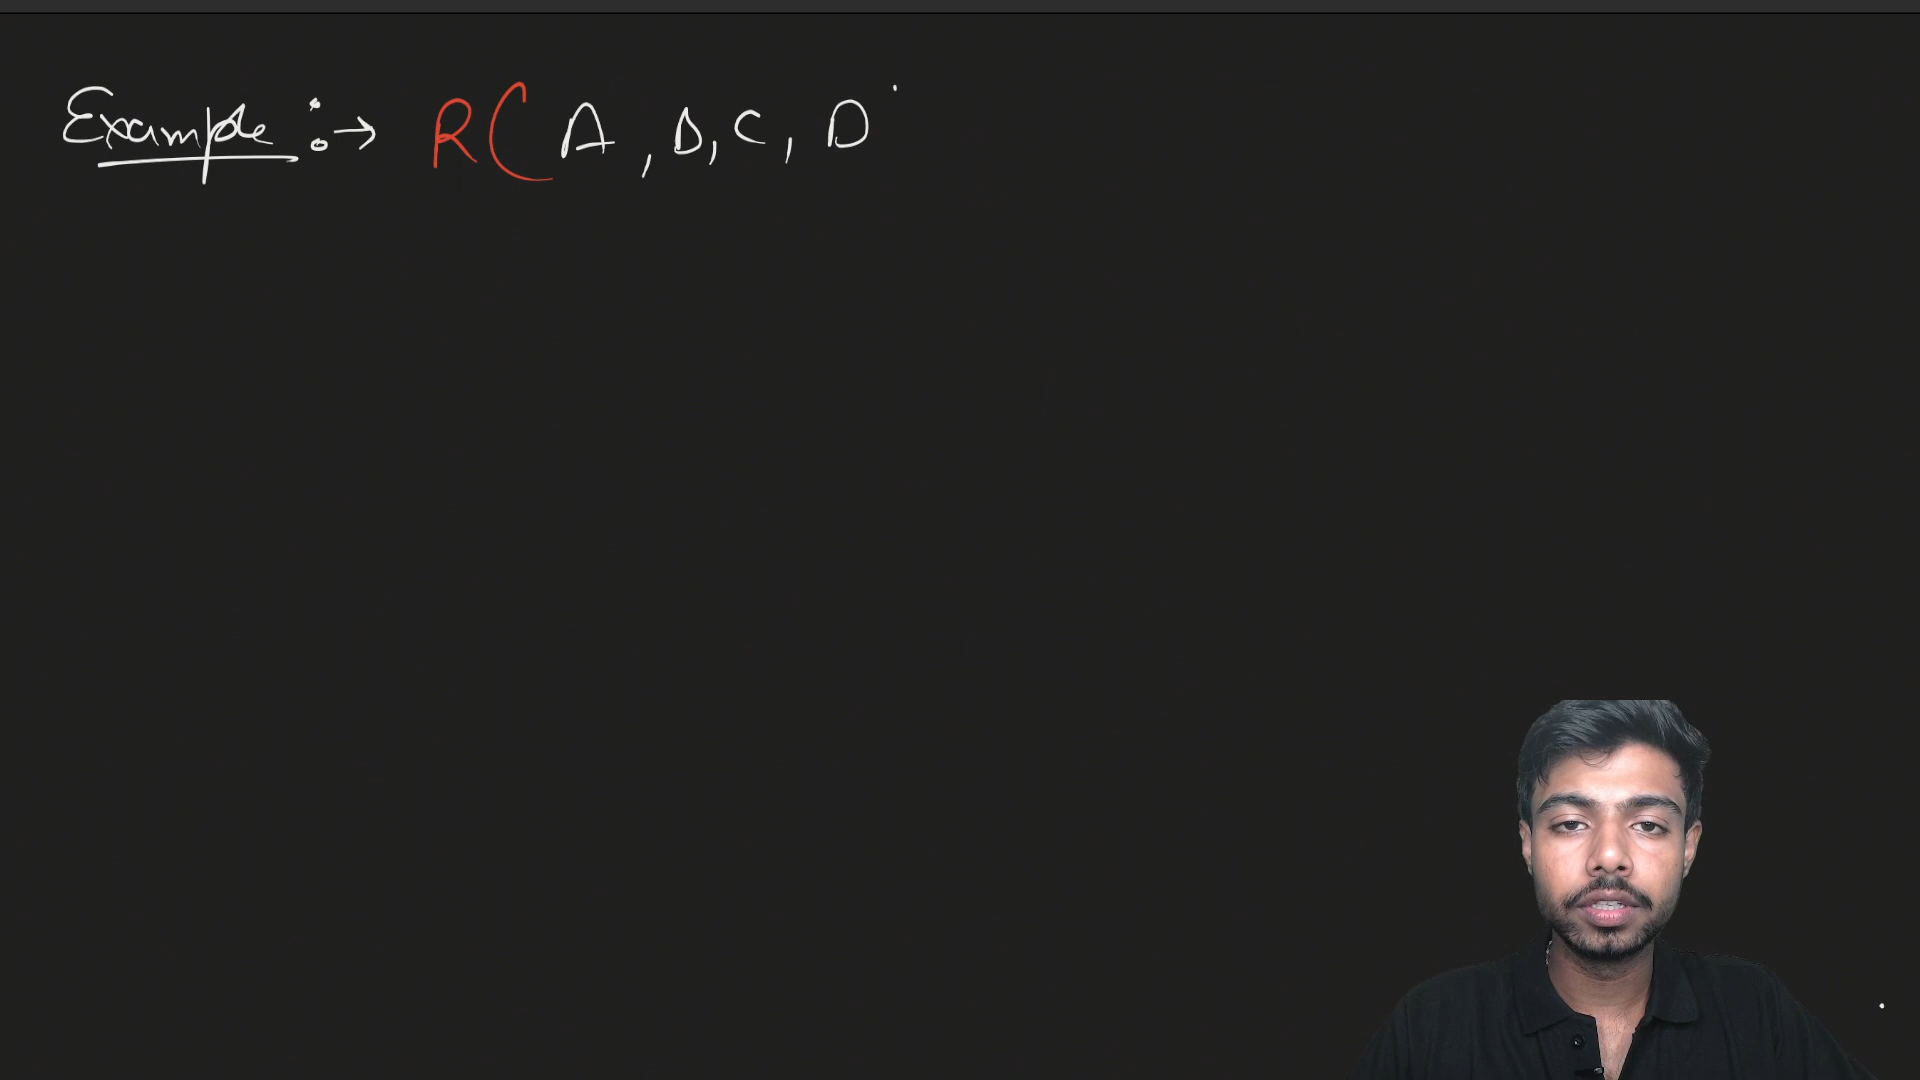 Example :→ R( A, B, C, D